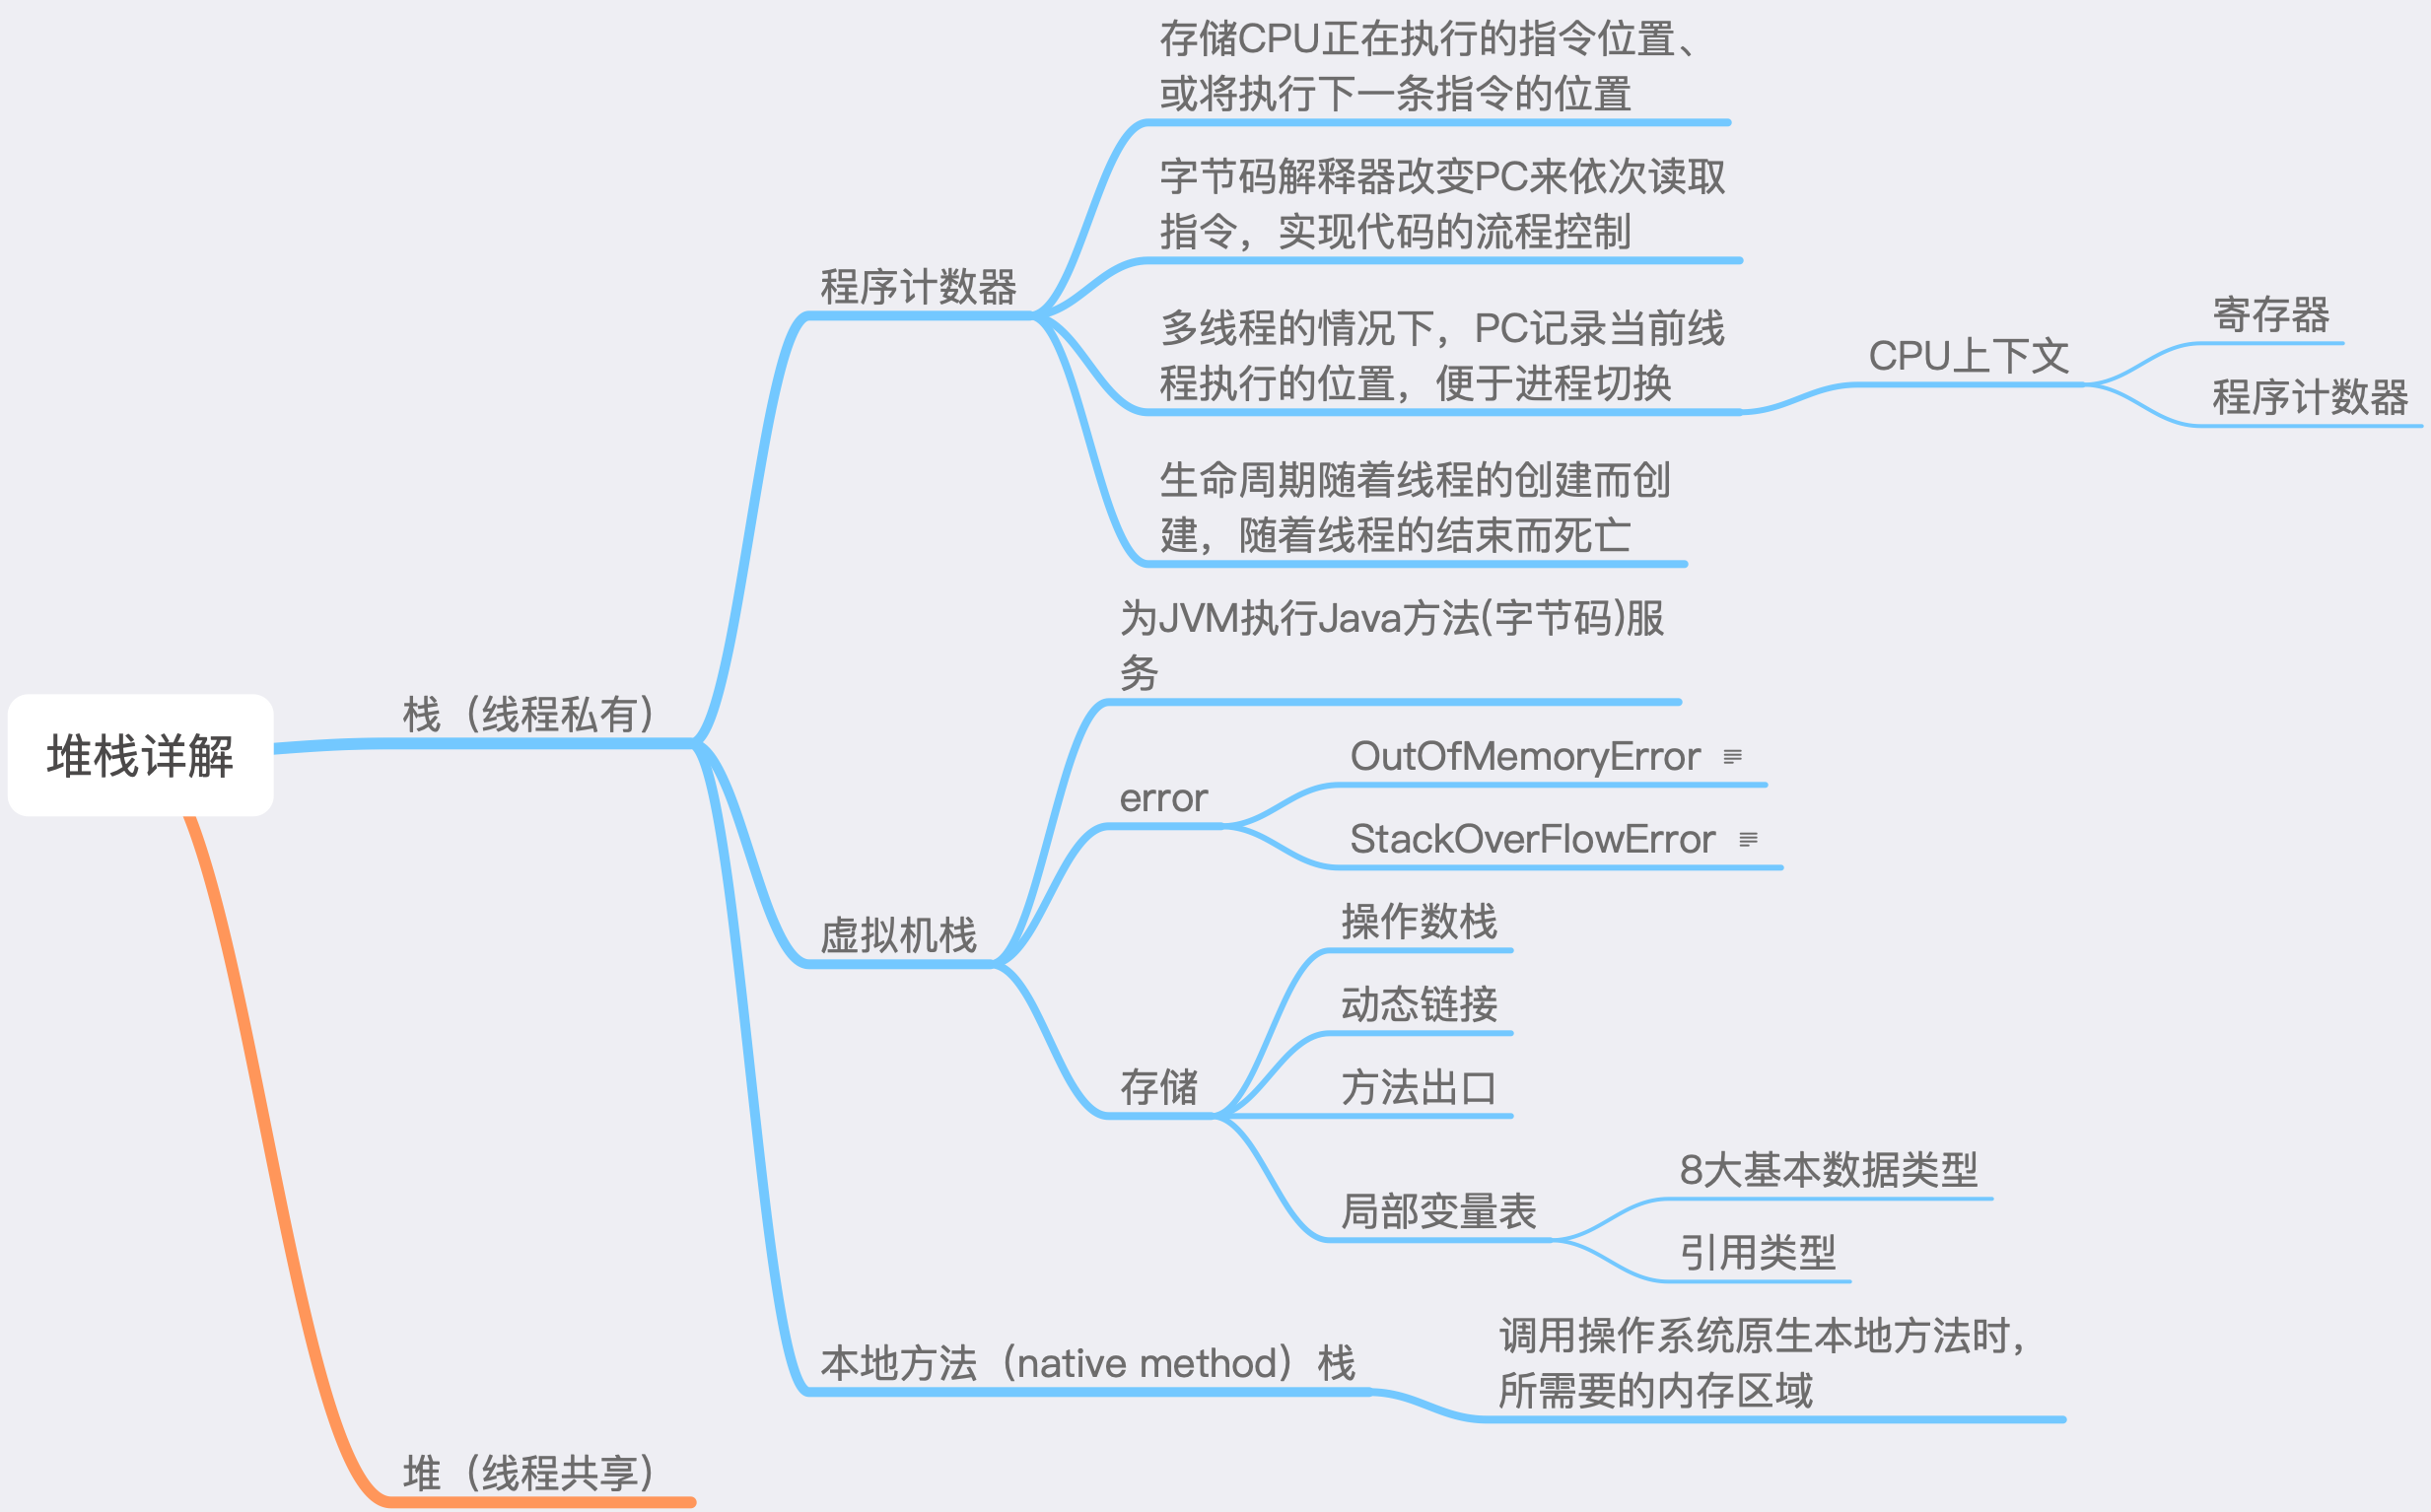 堆栈详解
栈（线程私有）
程序计数器
存储CPU正在执行的指令位置、
或将执行下一条指令的位置
字节码解释器改变PC来依次读取
指令，实现代码的流程控制
多线程的情况下，PC记录当前线
程执行的位置，便于进程切换
CPU上下文
寄存器
程序计数器
生命周期随着线程的创建而创
建，随着线程的结束而死亡
虚拟机栈
为JVM执行Java方法(字节码)服
务
error
OutOfMemoryError
StackOverFlowError
存储
操作数栈
动态链接
方法出口
局部变量表
8大基本数据类型
引用类型
本地方法（native method）栈
调用操作系统原生本地方法时，
所需要的内存区域
堆（线程共享）